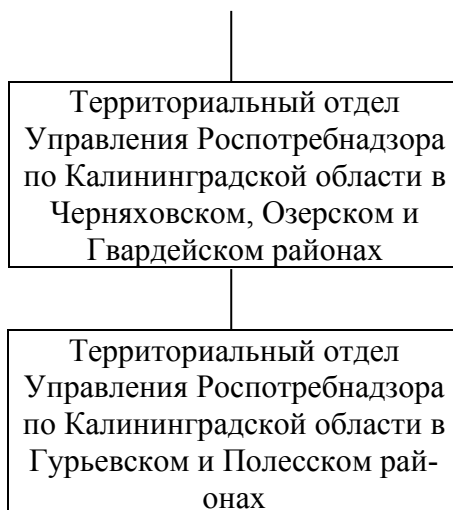 Территориальный отдел
Управления Роспотребнадзора
по Калининградской области в
Черняховском, Озерском и
Гвардейском районах
Территориальный отдел
Управления Роспотребнадзора
по Калининградской области в
Гурьевском и Полесском рай-
онах